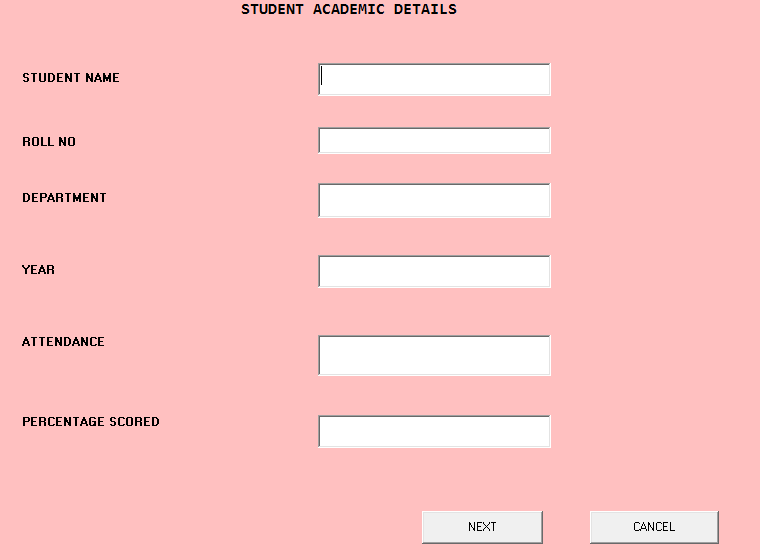 STUDENT ACADEMIC DETAILS
STUDENT NAME
ROLL NO
DEPARTMENT
YEAR
ATTENDANCE
PERCENTAGE SCORED
NEXT CANCEL